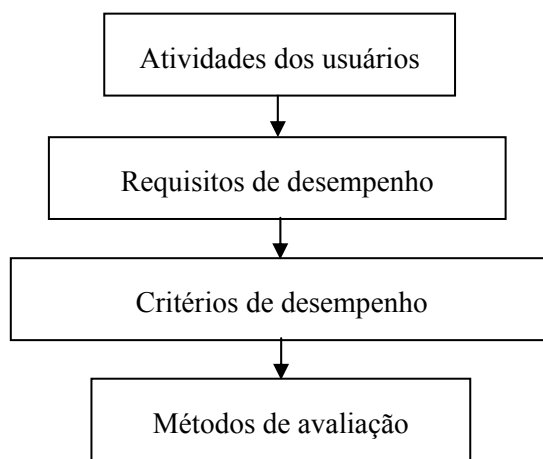 Atividades dos usuários
Requisitos de desempenho
Critérios de desempenho
Métodos de avaliação